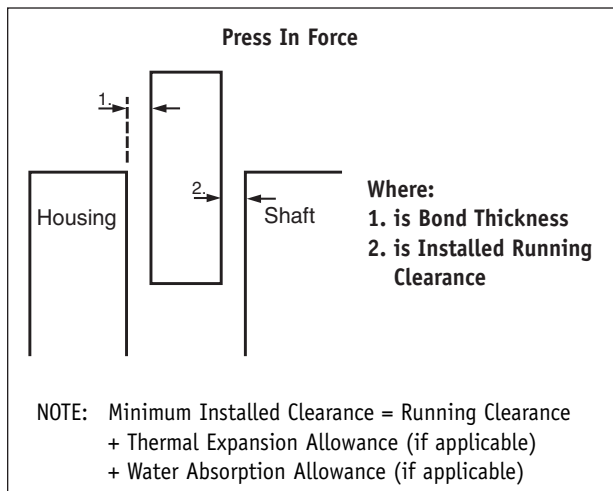 Press In Force
1.
2.
Housing
Shaft
Where:
1. is Bond Thickness
2. is Installed Running
Clearance
NOTE: Minimum Installed Clearance = Running Clearance
+ Thermal Expansion Allowance (if applicable)
+ Water Absorption Allowance (if applicable)